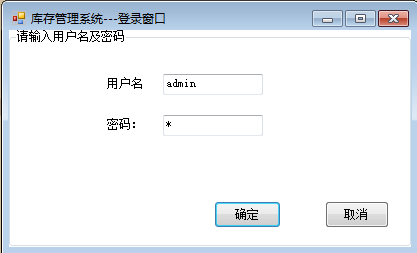 库存管理系统---登录窗口
请输入用户名及密码
用户名 admin
密码： *
确定 取消